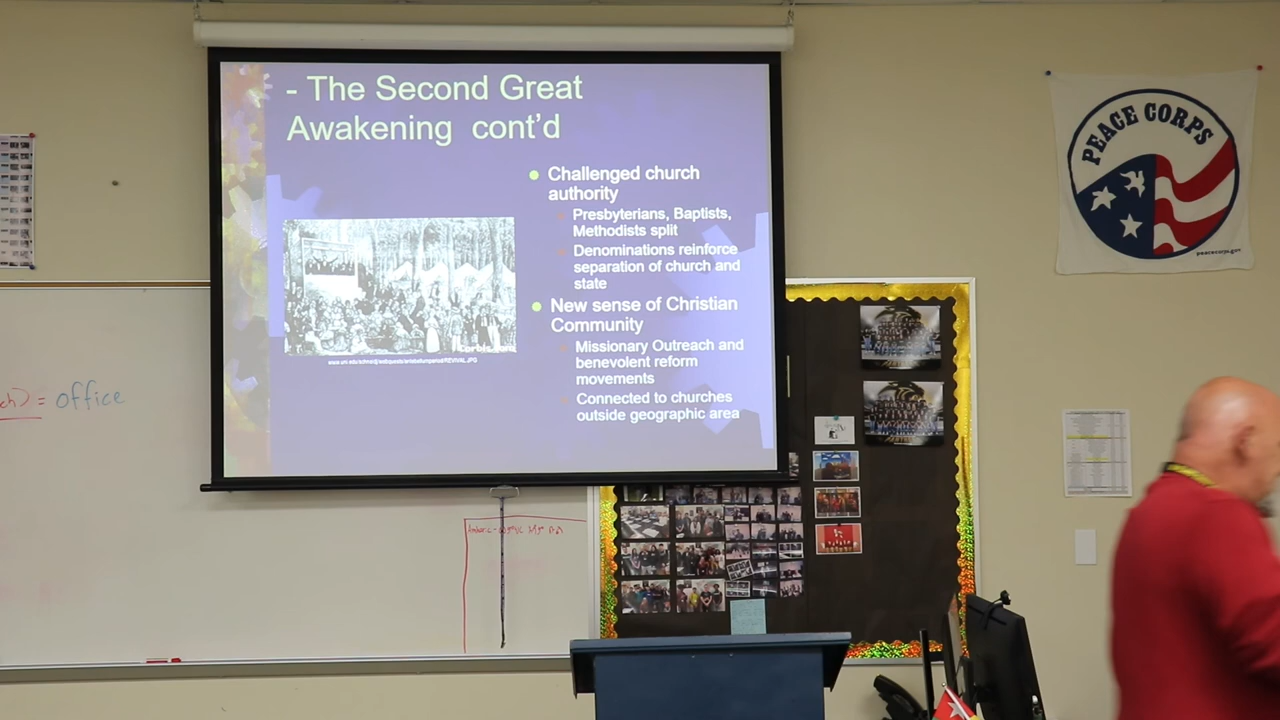 - The Second Great
Awakening cont'd
Challenged church
authority
Presbyterians, Baptists,
Methodists split
Denominations reinforce
separation of church and
state
New sense of Christian
Community
Missionary Outreach and
benevolent reform
movements
Connected to churches
outside geographic area
= office
PEACE CORPS
peacecorps.gov